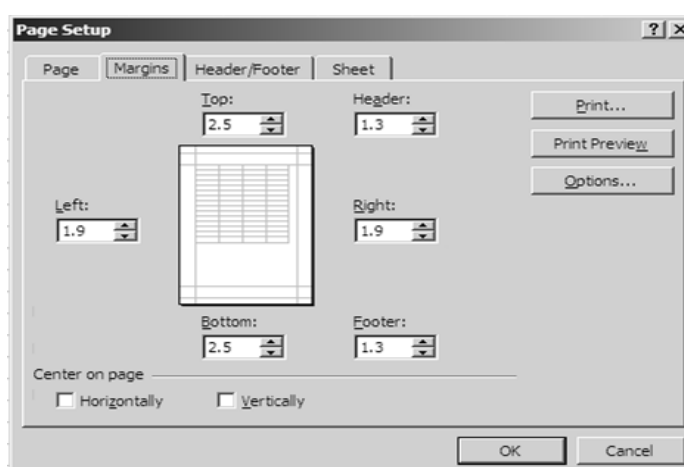 Page Setup
Page Margins Header/Footer Sheet
Top: Header:
2.5 1.3
Print...
Print Preview
Options...
Left: Right:
1.9 1.9
Bottom: Footer:
2.5 1.3
Center on page
Horizontally Vertically
OK Cancel